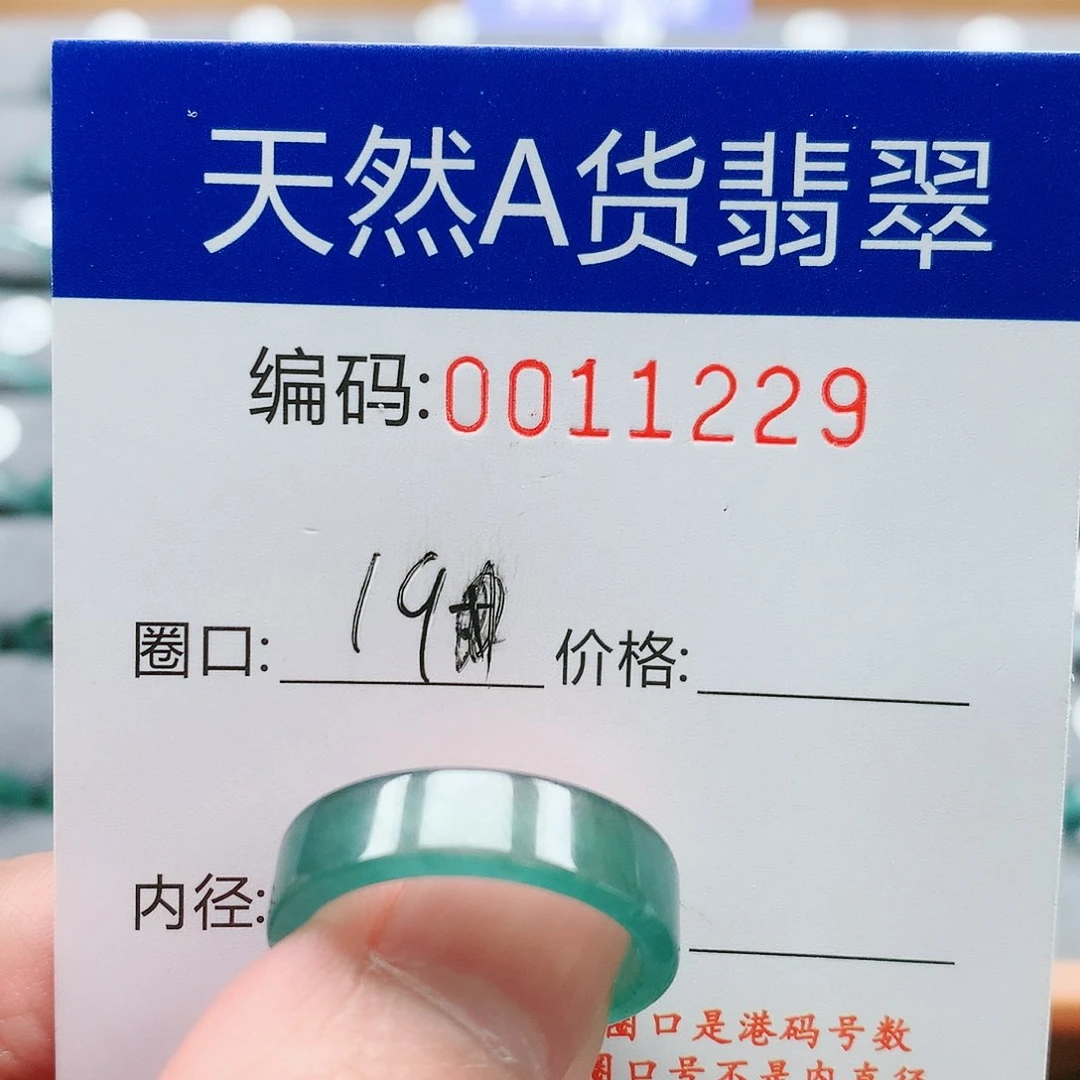 天然A货翡翠
编码:0011229
圈口: 19 价格:
内径:
圈口是港码号数
圈口号不是内直径